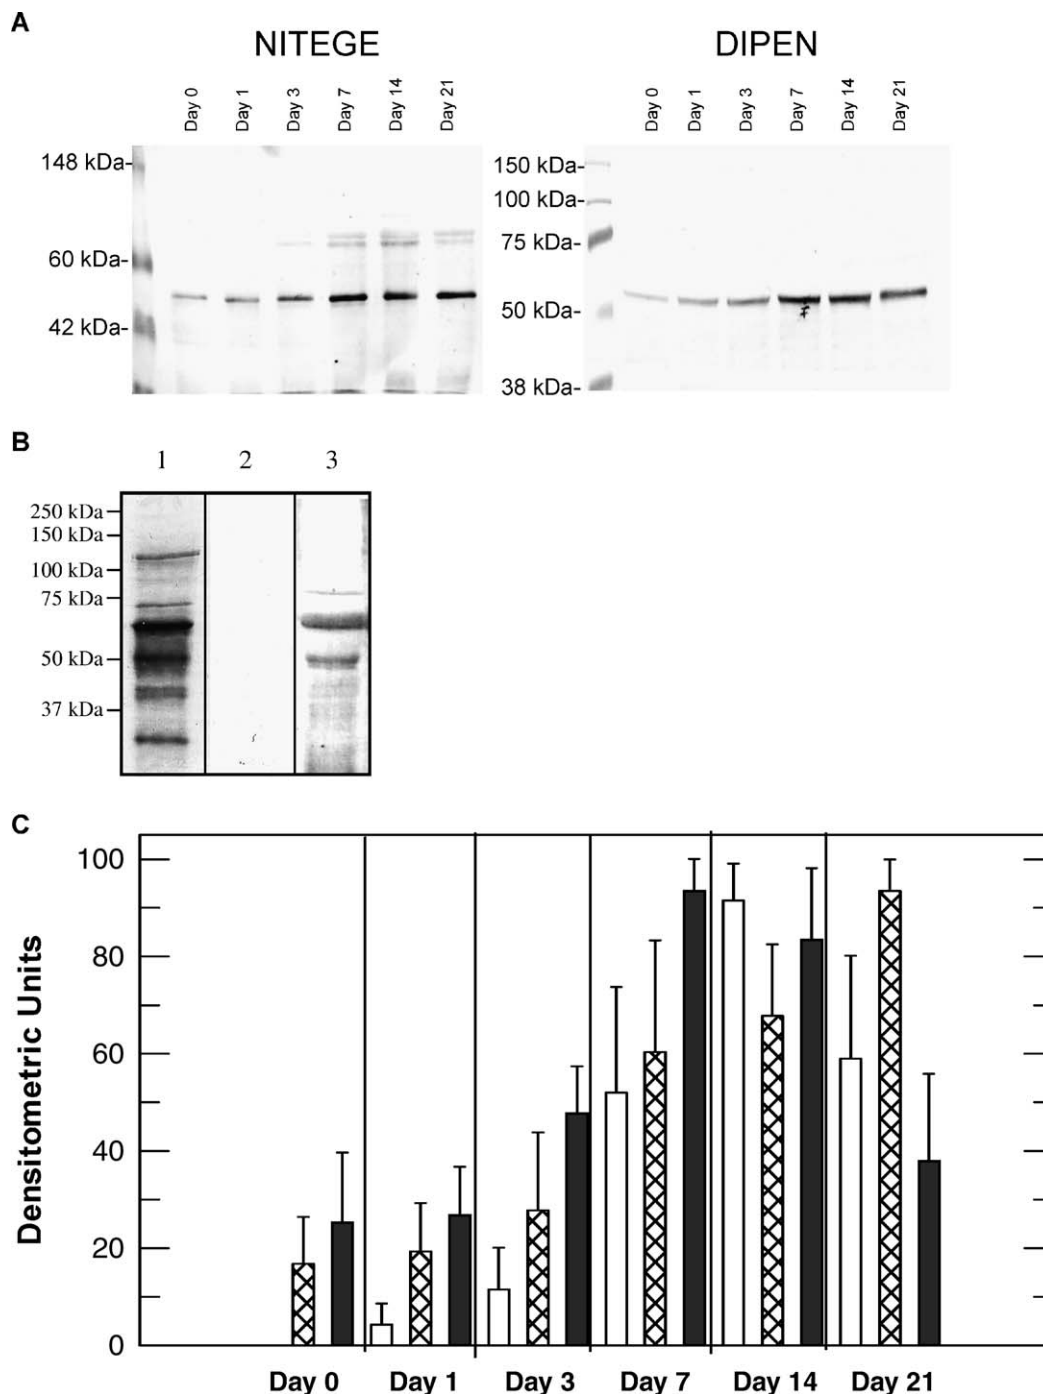 A
NITEGE
DIPEN
Day 0
Day 1
Day 3
Day 7
Day 14
Day 21
Day 0
Day 1
Day 3
Day 7
Day 14
Day 21
148 kDa-
60 kDa-
42 kDa-
150 kDa-
100 kDa-
75 kDa-
50 kDa-
38 kDa-
B
1 2 3
250 kDa
150 kDa
100 kDa
75 kDa
50 kDa
37 kDa
C
Densitometric Units
100
80
60
40
20
0
Day 0 Day 1 Day 3 Day 7 Day 14 Day 21